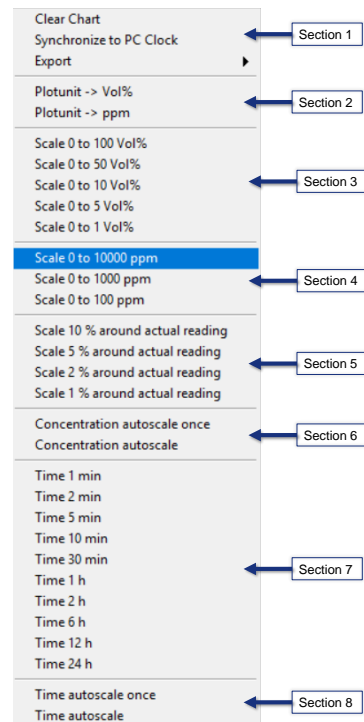 Clear Chart
Synchronize to PC Clock
Section 1
Export
Plotunit -> Vol%
Section 2
Plotunit -> ppm
Scale 0 to 100 Vol%
Scale 0 to 50 Vol%
Scale 0 to 10 Vol%
Section 3
Scale 0 to 5 Vol%
Scale 0 to 1 Vol%
Scale 0 to 10000 ppm
Scale 0 to 1000 ppm
Section 4
Scale 0 to 100 ppm
Scale 10 % around actual reading
Scale 5 % around actual reading
Section 5
Scale 2 % around actual reading
Scale 1 % around actual reading
Concentration autoscale once
Section 6
Concentration autoscale
Time 1 min
Time 2 min
Time 5 min
Time 10 min
Time 30 min
Section 7
Time 1 h
Time 2 h
Time 6 h
Time 12 h
Time 24 h
Time autoscale once
Section 8
Time autoscale